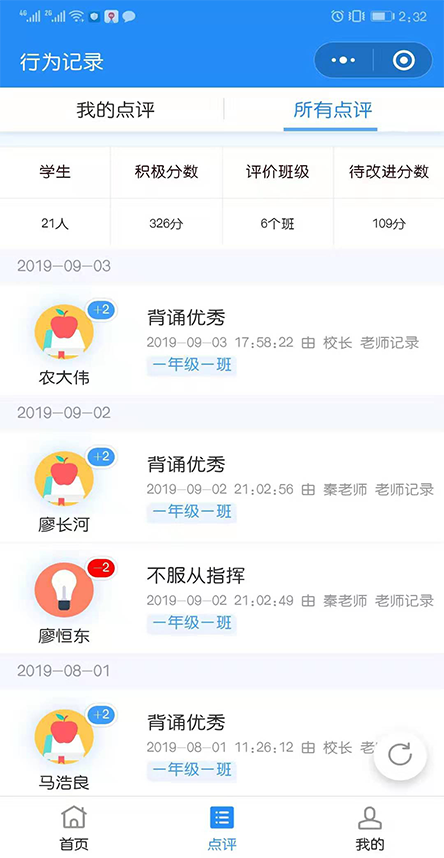 4G 2G 2:32
行为记录
我的点评 所有点评
学生 积极分数 评价班级 待改进分数
21人 326分 6个班 109分
2019-09-03
+2
背诵优秀
2019-09-03 17:58:22 由 校长 老师记录
一年级一班
农大伟
2019-09-02
+2
背诵优秀
2019-09-02 21:02:56 由 秦老师 老师记录
一年级一班
廖长河
-2
不服从指挥
2019-09-02 21:02:49 由 秦老师 老师记录
一年级一班
廖恒东
2019-08-01
+2
背诵优秀
2019-08-01 11:26:12 由 校长 老
一年级一班
马浩良
首页 点评 我的